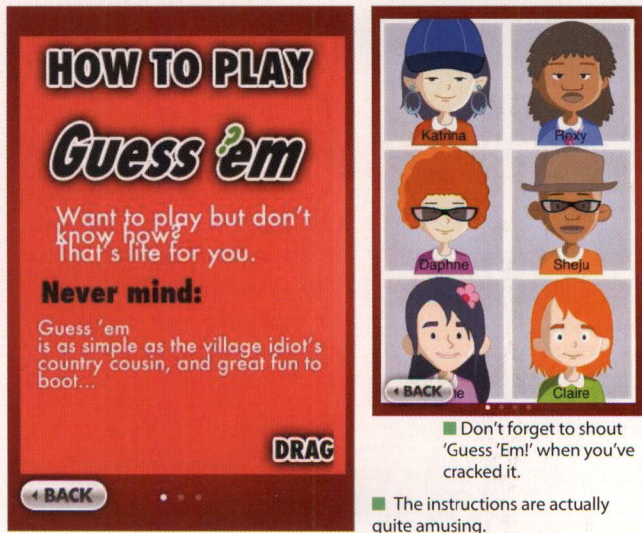 HOW TO PLAY
Guess 'em
?
Want to play but don't
know how?
That's life for you.
Never mind:
Guess 'em
is as simple as the village idiot's
country cousin, and great fun to
boot...
DRAG
BACK
Katrina
Roxy
Daphne
Sheju
BACK
Claire
Don't forget to shout
'Guess 'Em!' when you've
cracked it.
The instructions are actually
quite amusing.